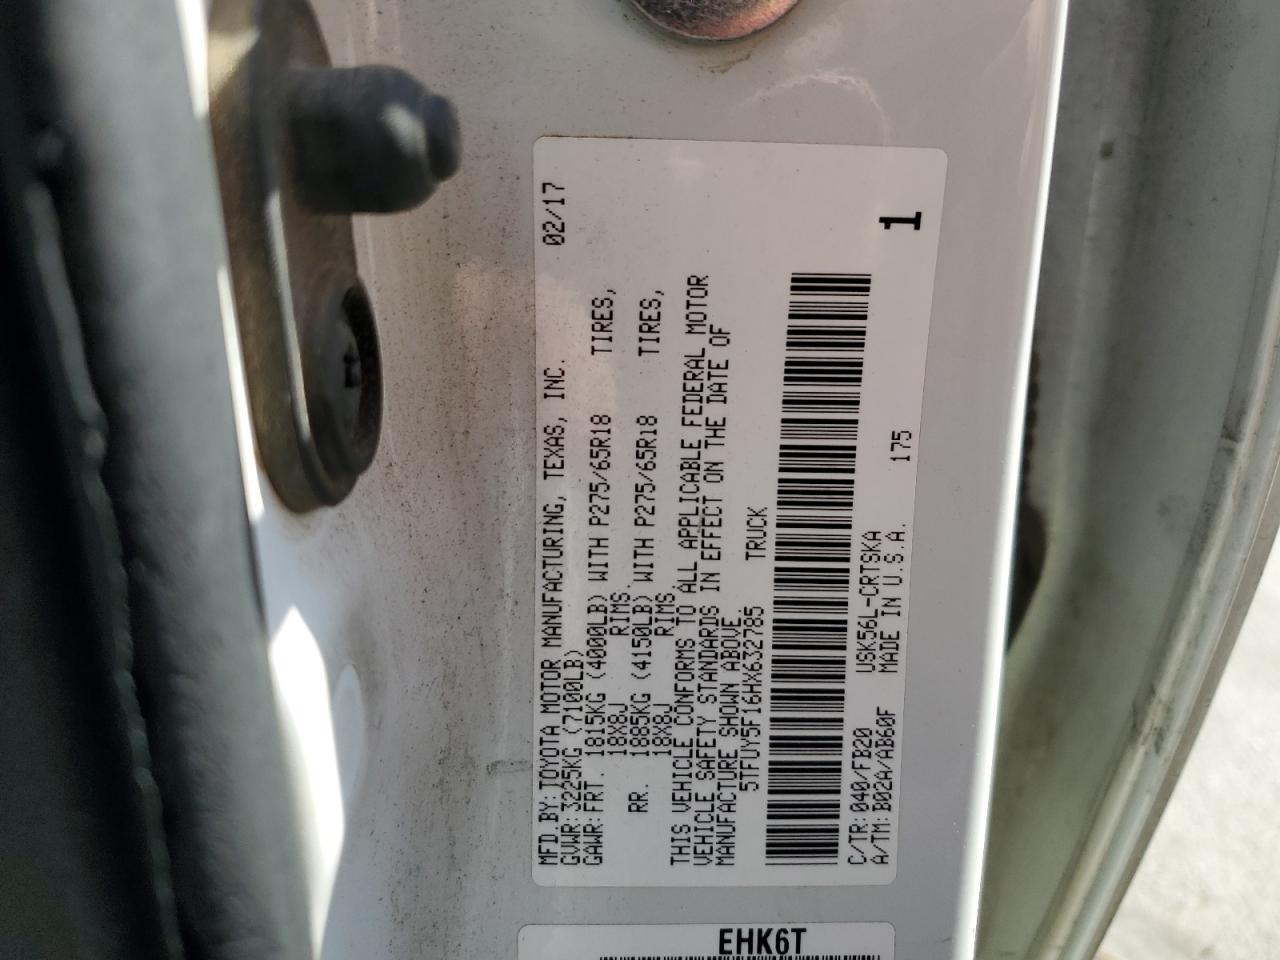 MFD.BY: TOYOTA MOTOR MANUFACTURING, TEXAS, INC. 02/17
GVWR: 3225KG (7100LB)
GAWR: FRT. 1815KG (4000LB) WITH P275/65R18 TIRES,
18X8J RIMS,
RR. 1885KG (4150LB) WITH P275/65R18 TIRES,
18X8J RIMS,
THIS VEHICLE CONFORMS TO ALL APPLICABLE FEDERAL MOTOR
VEHICLE SAFETY STANDARDS IN EFFECT ON THE DATE OF
MANUFACTURE SHOWN ABOVE.
5TFUY5F16HX632785 TRUCK
1
C/TR: 040/FB20 USK56L-CRTSKA
A/TM: B02A/AB60F MADE IN U.S.A. 175
EHK6T